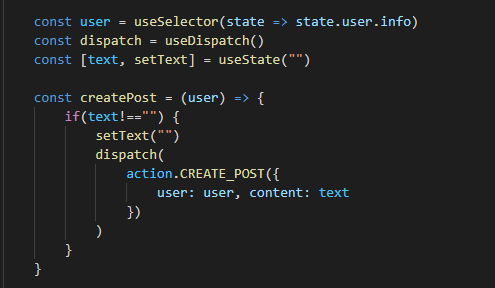 const user = useSelector(state => state.user.info)
const dispatch = useDispatch()
const [text, setText] = useState("")
const createPost = (user) => {
if(text!=="") {
setText("")
dispatch(
action.CREATE_POST({
user: user, content: text
})
)
}
}